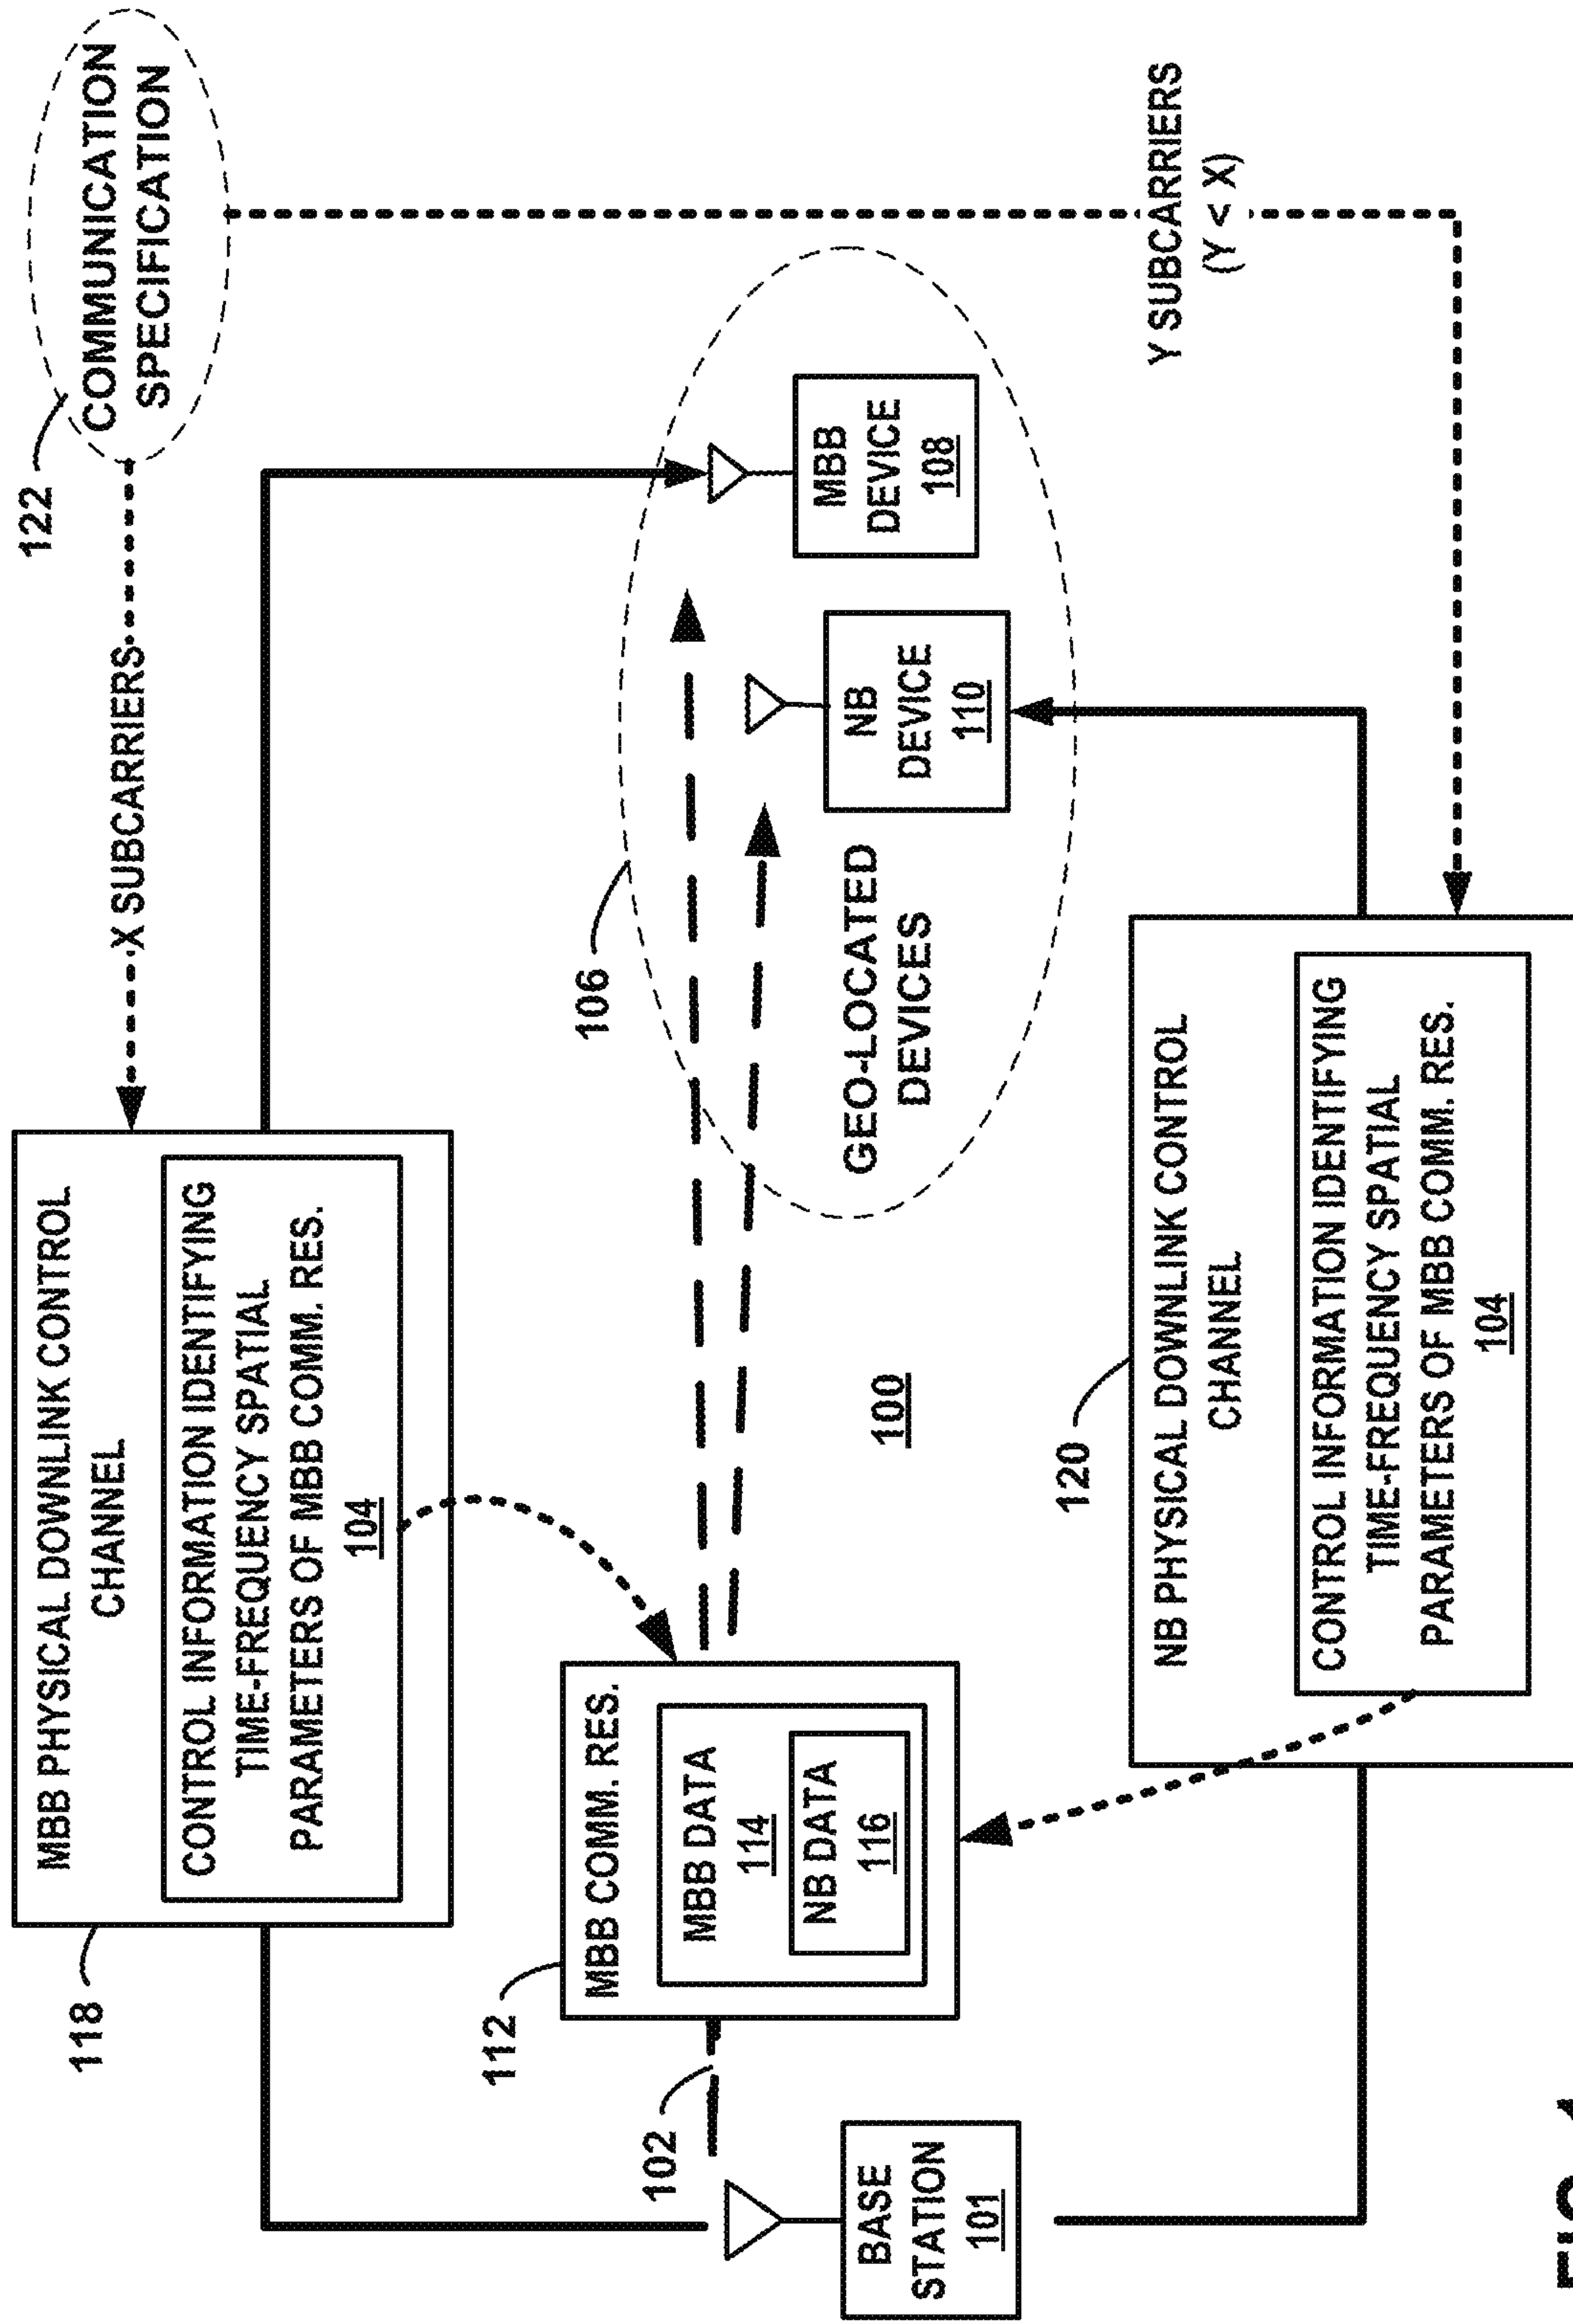 118
MBB PHYSICAL DOWNLINK CONTROL
CHANNEL
CONTROL INFORMATION IDENTIFYING
TIME-FREQUENCY SPATIAL
PARAMETERS OF MBB COMM. RES.
104
X SUBCARRIERS
122
COMMUNICATION
SPECIFICATION
112
MBB COMM. RES.
MBB DATA
114
NB DATA
116
102
BASE
STATION
101
100
106
GEO-LOCATED
DEVICES
NB
DEVICE
110
MBB
DEVICE
108
Y SUBCARRIERS
(Y < X)
120
NB PHYSICAL DOWNLINK CONTROL
CHANNEL
CONTROL INFORMATION IDENTIFYING
TIME-FREQUENCY SPATIAL
PARAMETERS OF MBB COMM. RES.
104